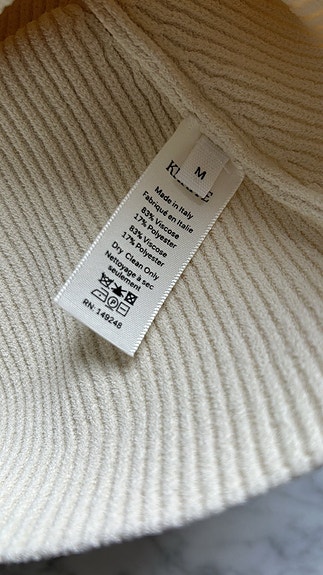 M
Made in Italy
Fabriqué en Italie
83% Viscose
17% Polyester
83% Viscose
17% Polyester
Dry Clean Only
Nettoyage à sec
seulement
RN: 149248